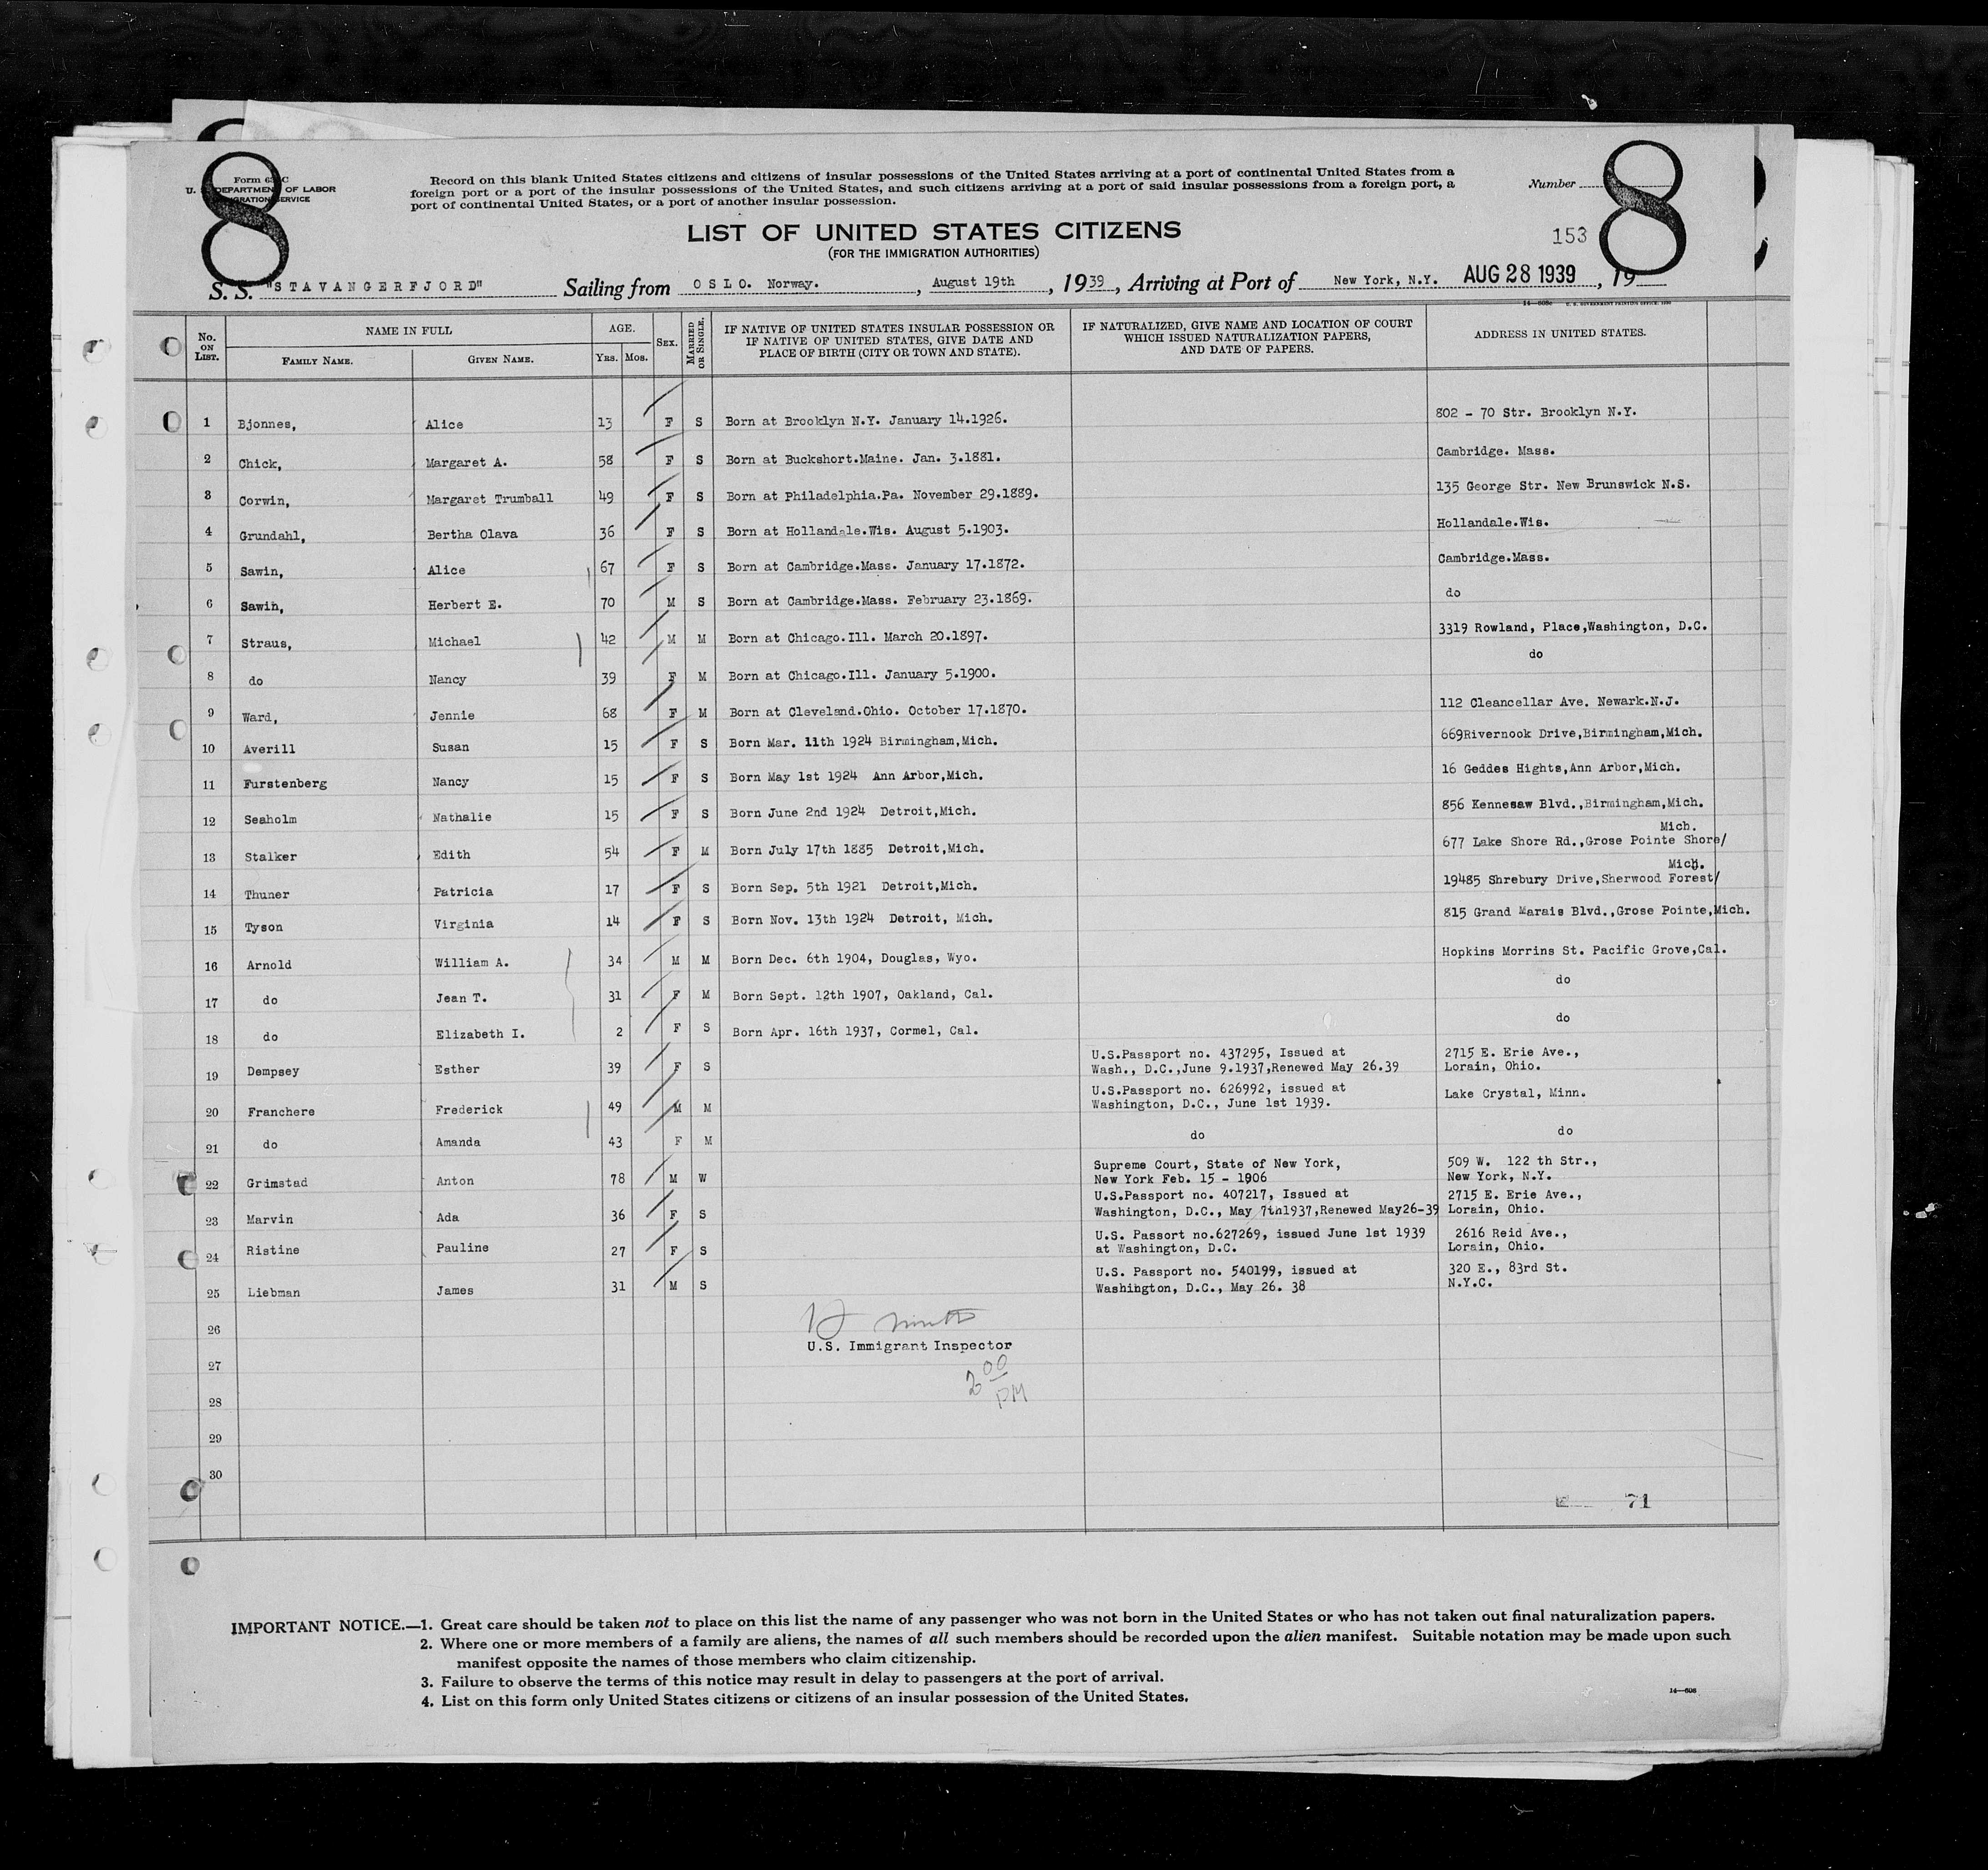 8 8
Form 630C
U. S. DEPARTMENT OF LABOR
IMMIGRATION SERVICE
Record on this blank United States citizens and citizens of insular possessions of the United States arriving at a port of continental United States from a
foreign port or a port of the insular possessions of the United States, and such citizens arriving at a port of said insular possessions from a foreign port, a
port of continental United States, or a port of another insular possession.
Number
LIST OF UNITED STATES CITIZENS
(FOR THE IMMIGRATION AUTHORITIES)
153
S. S. "STAVANGERFJORD" Sailing from OSLO. Norway. , August 19th , 1939 , Arriving at Port of New York, N.Y. AUG 28 1939 , 19
No. ON LIST. NAME IN FULL FAMILY NAME. GIVEN NAME. AGE. YRS. MOS. SEX. MARRIED OR SINGLE. IF NATIVE OF UNITED STATES INSULAR POSSESSION OR IF NATIVE OF UNITED STATES, GIVE DATE AND PLACE OF BIRTH (CITY OR TOWN AND STATE). IF NATURALIZED, GIVE NAME AND LOCATION OF COURT WHICH ISSUED NATURALIZATION PAPERS, AND DATE OF PAPERS. ADDRESS IN UNITED STATES.
1 Bjonnes, Alice 13 F S Born at Brooklyn N.Y. January 14.1926. 802 - 70 Str. Brooklyn N.Y.
2 Chick, Margaret A. 58 F S Born at Buckshort.Maine. Jan. 3.1881. Cambridge. Mass.
3 Corwin, Margaret Trumball 49 F S Born at Philadelphia.Pa. November 29.1889. 135 George Str. New Brunswick N.S.
4 Grundahl, Bertha Olava 36 F S Born at Hollandale.Wis. August 5.1903. Hollandale.Wis.
5 Sawin, Alice 67 F S Born at Cambridge.Mass. January 17.1872. Cambridge.Mass.
6 Sawin, Herbert E. 70 M S Born at Cambridge.Mass. February 23.1869. do
7 Straus, Michael 42 M M Born at Chicago.Ill. March 20.1897. 3319 Rowland, Place,Washington, D.C.
8 do Nancy 39 F M Born at Chicago.Ill. January 5.1900. do
9 Ward, Jennie 68 F M Born at Cleveland.Ohio. October 17.1870. 112 Cleancellar Ave. Newark.N.J.
10 Averill Susan 15 F S Born Mar. 11th 1924 Birmingham,Mich. 669Rivernook Drive,Birmingham,Mich.
11 Furstenberg Nancy 15 F S Born May 1st 1924 Ann Arbor,Mich. 16 Geddes Hights,Ann Arbor,Mich.
12 Seaholm Nathalie 15 F S Born June 2nd 1924 Detroit,Mich. 856 Kennesaw Blvd.,Birmingham,Mich.
Mich.
13 Stalker Edith 54 F M Born July 17th 1885 Detroit,Mich. 677 Lake Shore Rd.,Grose Pointe Shore/
Mich.
14 Thuner Patricia 17 F S Born Sep. 5th 1921 Detroit,Mich. 19485 Shrebury Drive,Sherwood Forest/
15 Tyson Virginia 14 F S Born Nov. 13th 1924 Detroit, Mich. 815 Grand Marais Blvd.,Grose Pointe,Mich.
16 Arnold William A. 34 M M Born Dec. 6th 1904, Douglas, Wyo. Hopkins Morrins St. Pacific Grove,Cal.
17 do Jean T. 31 F M Born Sept. 12th 1907, Oakland, Cal. do
18 do Elizabeth I. 2 F S Born Apr. 16th 1937, Cormel, Cal. do
U.S.Passport no. 437295, Issued at 2715 E. Erie Ave.,
19 Dempsey Esther 39 F S Wash., D.C.,June 9.1937,Renewed May 26.39 Lorain, Ohio.
U.S.Passport no. 626992, issued at
20 Franchere Frederick 49 M M Washington, D.C., June 1st 1939. Lake Crystal, Minn.
21 do Amanda 43 F M do do
Supreme Court, State of New York, 509 W. 122 th Str.,
22 Grimstad Anton 78 M W New York Feb. 15 - 1906 New York, N.Y.
U.S.Passport no. 407217, Issued at 2715 E. Erie Ave.,
23 Marvin Ada 36 F S Washington, D.C., May 7th1937,Renewed May26-39 Lorain, Ohio.
U.S. Passort no.627269, issued June 1st 1939 2616 Reid Ave.,
24 Ristine Pauline 27 F S at Washington, D.C. Lorain, Ohio.
U.S. Passport no. 540199, issued at 320 E., 83rd St.
25 Liebman James 31 M S Washington, D.C., May 26. 38 N.Y.C.
26
U.S. Immigrant Inspector
27
2 00 PM
28
29
30
71
IMPORTANT NOTICE.—1. Great care should be taken not to place on this list the name of any passenger who was not born in the United States or who has not taken out final naturalization papers.
2. Where one or more members of a family are aliens, the names of all such members should be recorded upon the alien manifest. Suitable notation may be made upon such
manifest opposite the names of those members who claim citizenship.
3. Failure to observe the terms of this notice may result in delay to passengers at the port of arrival.
4. List on this form only United States citizens or citizens of an insular possession of the United States.
14—608